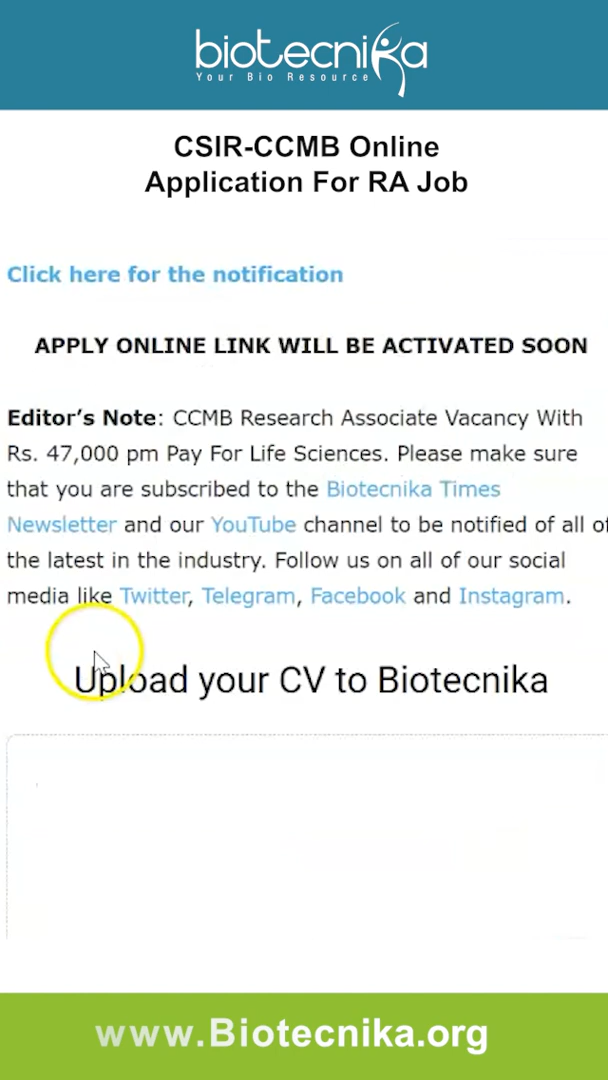 biotecnika
Your Bio Resource
CSIR-CCMB Online
Application For RA Job
Click here for the notification
APPLY ONLINE LINK WILL BE ACTIVATED SOON
Editor's Note: CCMB Research Associate Vacancy With
Rs. 47,000 pm Pay For Life Sciences. Please make sure
that you are subscribed to the Biotecnika Times
Newsletter and our YouTube channel to be notified of all of
the latest in the industry. Follow us on all of our social
media like Twitter, Telegram, Facebook and Instagram.
Upload your CV to Biotecnika
www.Biotecnika.org